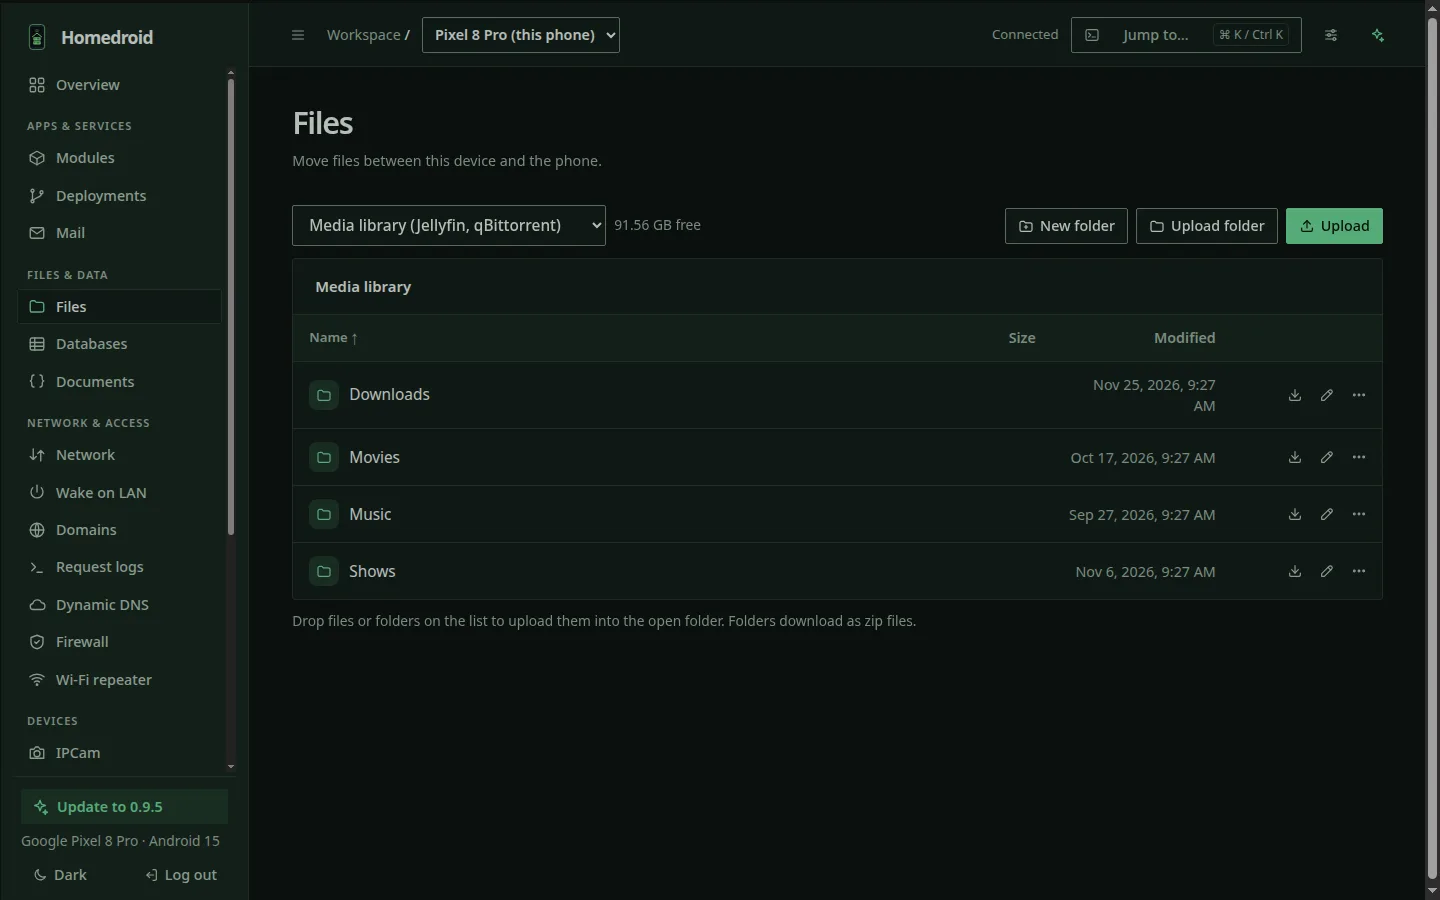 Homedroid
Overview
APPS & SERVICES
Modules
Deployments
Mail
FILES & DATA
Files
Databases
Documents
NETWORK & ACCESS
Network
Wake on LAN
Domains
Request logs
Dynamic DNS
Firewall
Wi-Fi repeater
DEVICES
IPCam
Update to 0.9.5
Google Pixel 8 Pro · Android 15
Dark
Log out
Workspace / Pixel 8 Pro (this phone)
Connected
Jump to... ⌘ K / Ctrl K
Files
Move files between this device and the phone.
Media library (Jellyfin, qBittorrent) 91.56 GB free
New folder
Upload folder
Upload
Media library
Name ↑ Size Modified
Downloads Nov 25, 2026, 9:27
AM
Movies Oct 17, 2026, 9:27 AM
Music Sep 27, 2026, 9:27 AM
Shows Nov 6, 2026, 9:27 AM
Drop files or folders on the list to upload them into the open folder. Folders download as zip files.